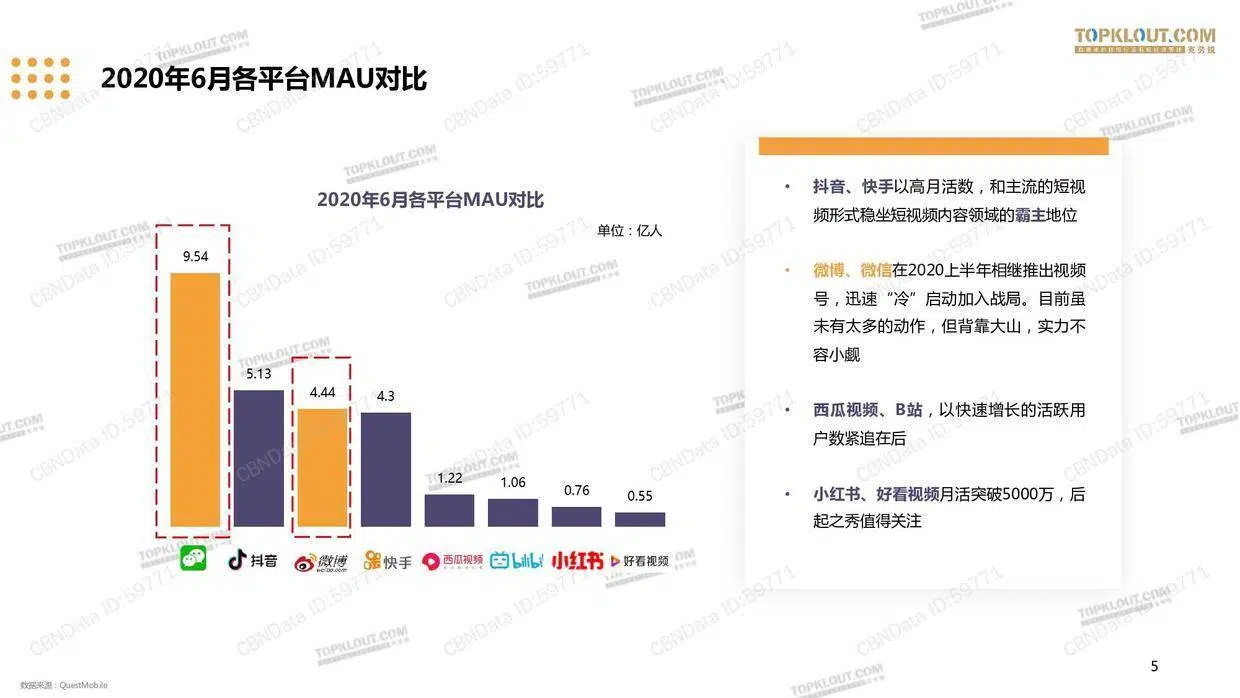 TOPKLOUT.COM
克劳锐
2020年6月各平台MAU对比
2020年6月各平台MAU对比
单位：亿人
9.54
5.13
4.44
4.3
1.22
1.06
0.76
0.55
抖音
微博
weibo.com
快手
西瓜视频
bilibili
小红书
好看视频
• 抖音、快手以高月活数，和主流的短视
频形式稳坐短视频内容领域的霸主地位
• 微博、微信在2020上半年相继推出视频
号，迅速“冷”启动加入战局。目前虽
未有太多的动作，但背靠大山，实力不
容小觑
• 西瓜视频、B站，以快速增长的活跃用
户数紧追在后
• 小红书、好看视频月活突破5000万，后
起之秀值得关注
数据来源：QuestMobile
5
CBNData ID:59771
TOPKLOUT.COM